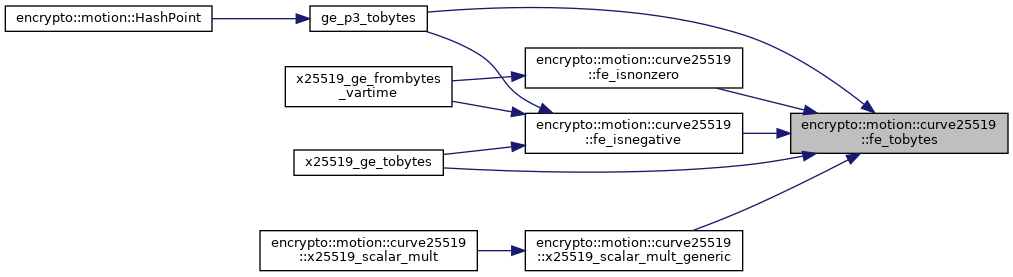 encrypto::motion::HashPoint
ge_p3_tobytes
encrypto::motion::curve25519
::fe_isnonzero
x25519_ge_frombytes
_vartime
encrypto::motion::curve25519
::fe_tobytes
encrypto::motion::curve25519
::fe_isnegative
x25519_ge_tobytes
encrypto::motion::curve25519
::x25519_scalar_mult
encrypto::motion::curve25519
::x25519_scalar_mult_generic